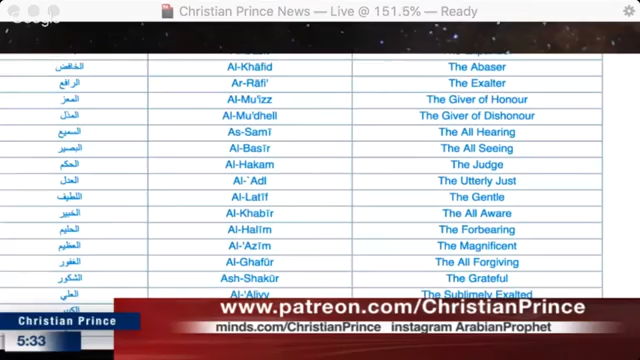 Christian Prince News — Live @ 151.5% — Ready
Google
الخافض Al-Khāfid The Abaser
الرافع Ar-Rāfi' The Exalter
المعز Al-Mu'izz The Giver of Honour
المذل Al-Mu'dhell The Giver of Dishonour
السميع As-Samī The All Hearing
البصير Al-Basīr The All Seeing
الحكم Al-Hakam The Judge
العدل Al-`Adl The Utterly Just
اللطيف Al-Latīf The Gentle
الخبير Al-Khabīr The All Aware
الحليم Al-Halīm The Forbearing
العظيم Al-'Azīm The Magnificent
الغفور Al-Ghafūr The All Forgiving
الشكور Ash-Shakūr The Grateful
العلي Al-'Aliyy The Sublimely Exalted
www.patreon.com/ChristianPrince
Christian Prince
minds.com/ChristianPrince instagram ArabianProphet
5:33